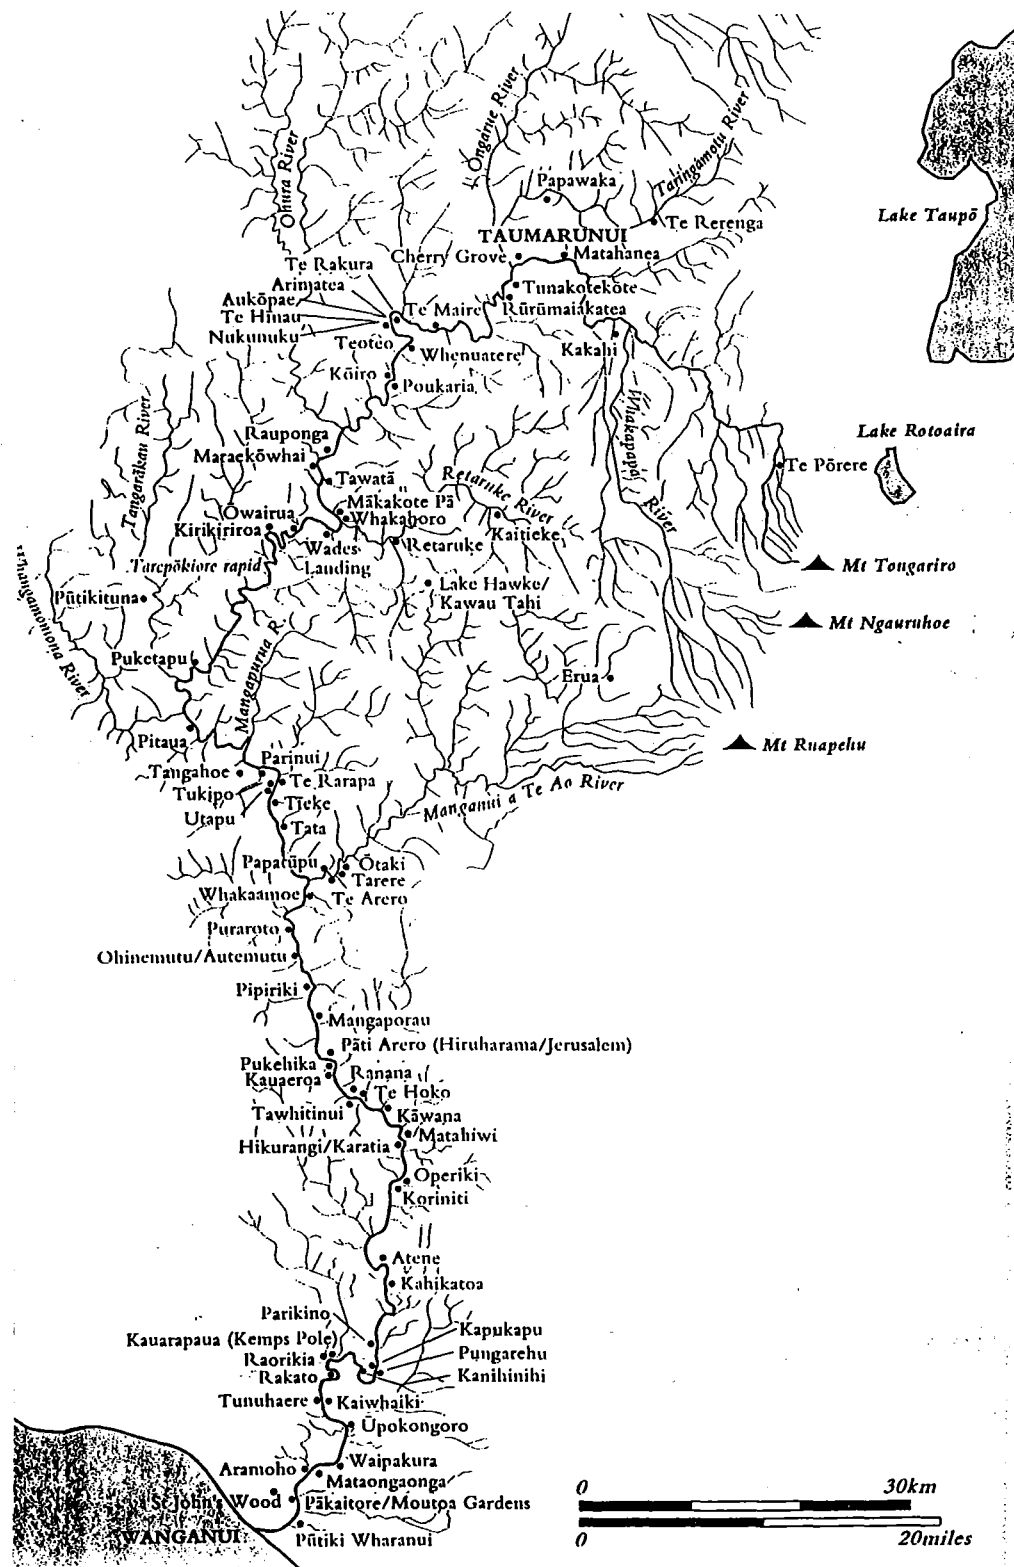 Ohura River
Ongarue River
Taringamotu River
Papawaka
Te Rerenga
Lake Taupō
TAUMARUNUI
Cherry Grove
Matahanea
Te Rakura
Arimatea
Aukōpae
Te Hīnau
Nukunuku
Tunakotekōte
Rūrūmaiakatea
Te Maire
Teoteo
Whenuatere
Kakahi
Kōiro
Poukaria
Whakapapa
River
Tangarākau River
Rauponga
Maraekōwhai
Lake Rotoaira
Te Pōrere
Tawatā
Retaruke River
Mākakote Pā
Whakahoro
Ōwairua
Kirikiriroa
Kaitieke
Wades
Landing
Retaruke
Tarepōkiore rapid
Mt Tongariro
Lake Hawke/
Kawau Tahi
Pūtikituna
Mt Ngauruhoe
Whangamomona River
Mangapurua R.
Puketapu
Erua
Pitaua
Mt Ruapehu
Parinui
Tangahoe
Te Rarapa
Tukipo
Manganui a Te Ao River
Tīeke
Utapu
Tata
Papatūpu
Ōtaki
Tarere
Whakaamoe
Te Arero
Puraroto
Ohinemutu/Autemutu
Pipiriki
Mangaporau
Pāti Arero (Hiruharama/Jerusalem)
Pukehika
Kauaeroa
Ranana
Te Hoko
Tawhitinui
Kāwana
Matahiwi
Hikurangi/Karatia
Operiki
Koriniti
Atene
Kahikatoa
Parikino
Kapukapu
Kauarapaua (Kemps Pole)
Pungarehu
Raorikia
Kanihinihi
Rakato
Tunuhaere
Kaiwhaiki
Ūpokongoro
Waipakura
Aramoho
Mataongaonga
St John's Wood
Pākaitore/Moutoa Gardens
WANGANUI
Pūtiki Wharanui
0 30km
0 20miles